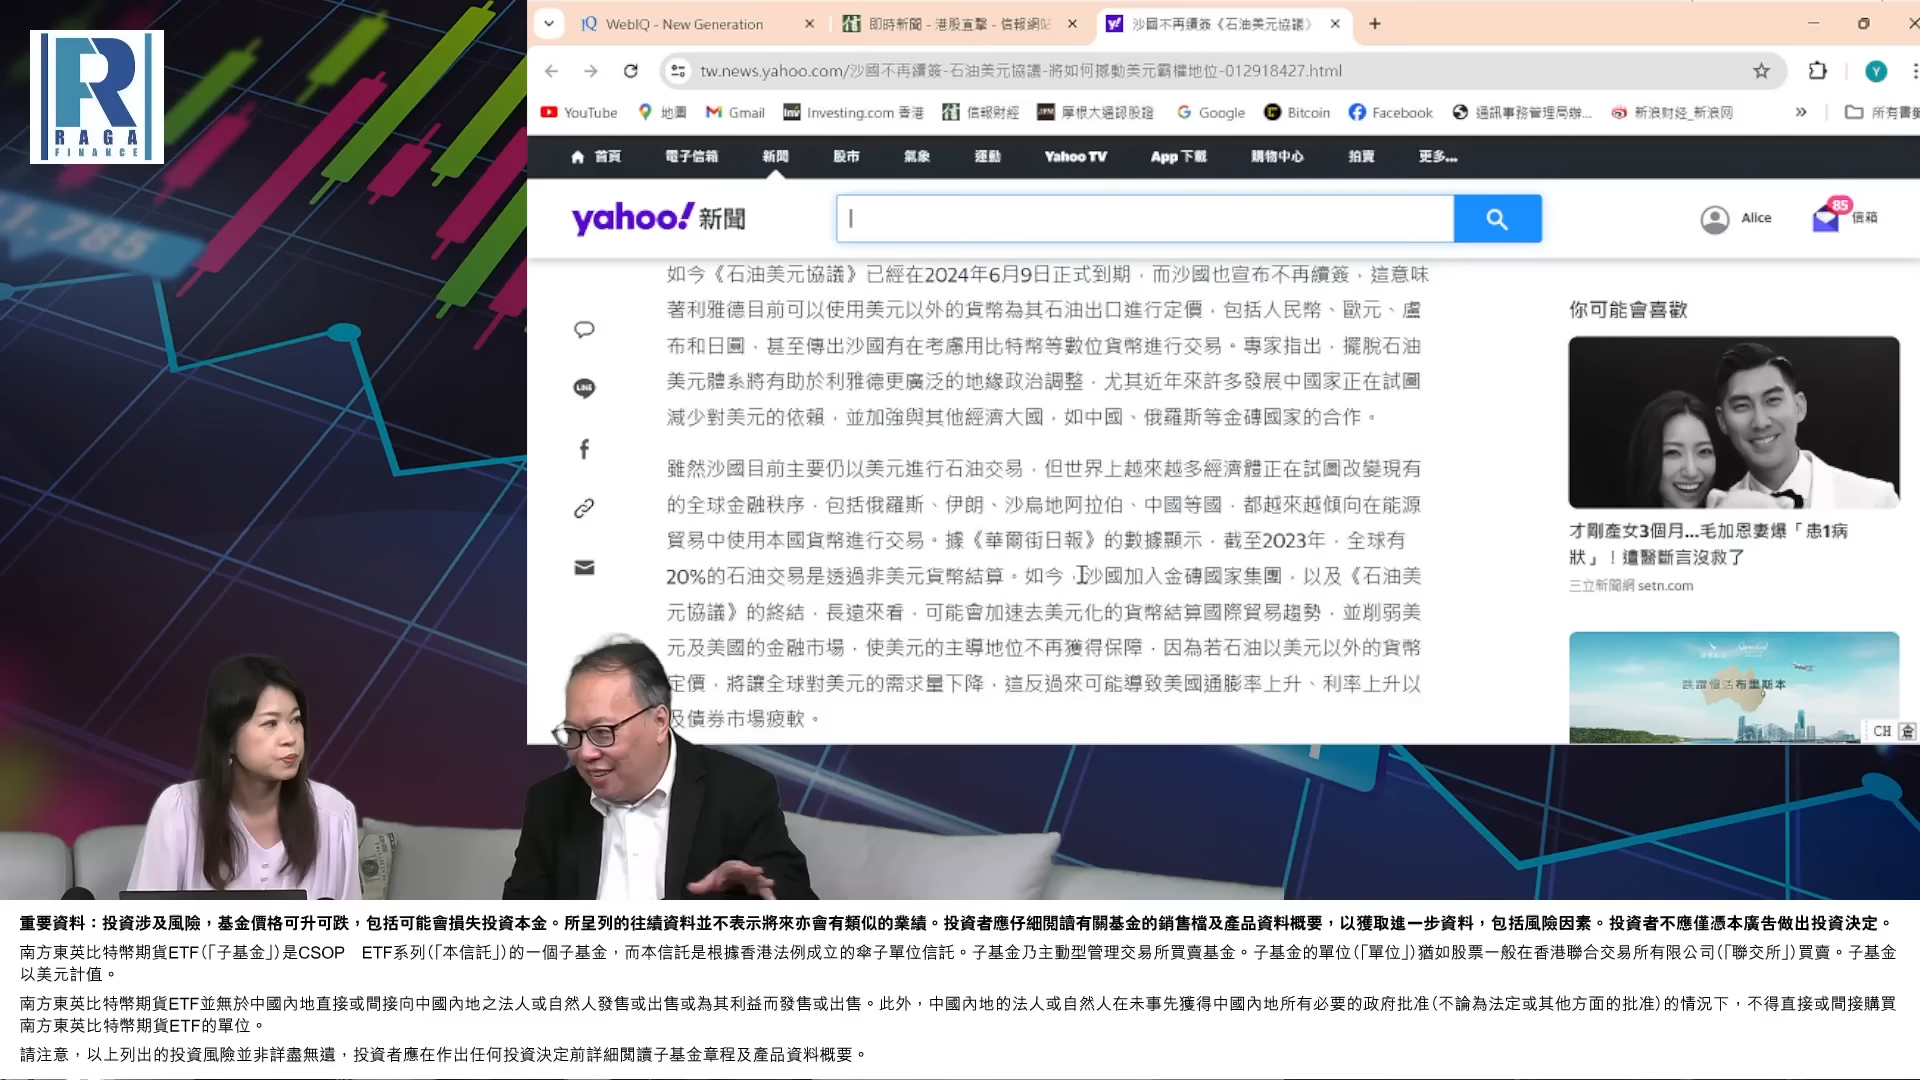 RAGA
FINANCE
1.785
WebIQ - New Generation
即時新聞 - 港股直擊 - 信報網站
沙國不再續簽《石油美元協議》
tw.news.yahoo.com/沙國不再續簽-石油美元協議-將如何撼動美元霸權地位-012918427.html
Y
YouTube 地圖 Gmail Investing.com 香港 信報財經 摩根大通認股證 Google Bitcoin Facebook 通訊事務管理局辦... 新浪财经_新浪网 » 所有書籤
首頁 電子信箱 新聞 股市 氣象 運動 Yahoo TV App 下載 購物中心 拍賣 更多...
yahoo!新聞
Alice
85
信箱
如今《石油美元協議》已經在2024年6月9日正式到期，而沙國也宣布不再續簽，這意味
著利雅德目前可以使用美元以外的貨幣為其石油出口進行定價，包括人民幣、歐元、盧
布和日圓，甚至傳出沙國有在考慮用比特幣等數位貨幣進行交易。專家指出，擺脫石油
美元體系將有助於利雅德更廣泛的地緣政治調整，尤其近年來許多發展中國家正在試圖
減少對美元的依賴，並加強與其他經濟大國，如中國、俄羅斯等金磚國家的合作。
雖然沙國目前主要仍以美元進行石油交易，但世界上越來越多經濟體正在試圖改變現有
的全球金融秩序，包括俄羅斯、伊朗、沙烏地阿拉伯、中國等國，都越來越傾向在能源
貿易中使用本國貨幣進行交易。據《華爾街日報》的數據顯示，截至2023年，全球有
20%的石油交易是透過非美元貨幣結算。如今，沙國加入金磚國家集團，以及《石油美
元協議》的終結，長遠來看，可能會加速去美元化的貨幣結算國際貿易趨勢，並削弱美
元及美國的金融市場，使美元的主導地位不再獲得保障，因為若石油以美元以外的貨幣
定價，將讓全球對美元的需求量下降，這反過來可能導致美國通膨率上升、利率上升以
及債券市場疲軟。
LINE
你可能會喜歡
才剛產女3個月...毛加恩妻爆「患1病
狀」！遭醫斷言沒救了
三立新聞網 setn.com
跳躍慢活布里斯本
CH 倉
重要資料：投資涉及風險，基金價格可升可跌，包括可能會損失投資本金。所呈列的往績資料並不表示將來亦會有類似的業績。投資者應仔細閱讀有關基金的銷售檔及產品資料概要，以獲取進一步資料，包括風險因素。投資者不應僅憑本廣告做出投資決定。
南方東英比特幣期貨ETF(｢子基金｣)是CSOP ETF系列(｢本信託｣)的一個子基金，而本信託是根據香港法例成立的傘子單位信託。子基金乃主動型管理交易所買賣基金。子基金的單位(｢單位｣)猶如股票一般在香港聯合交易所有限公司(｢聯交所｣)買賣。子基金
以美元計值。
南方東英比特幣期貨ETF並無於中國內地直接或間接向中國內地之法人或自然人發售或出售或為其利益而發售或出售。此外，中國內地的法人或自然人在未事先獲得中國內地所有必要的政府批准(不論為法定或其他方面的批准)的情況下，不得直接或間接購買
南方東英比特幣期貨ETF的單位。
請注意，以上列出的投資風險並非詳盡無遺，投資者應在作出任何投資決定前詳細閱讀子基金章程及產品資料概要。